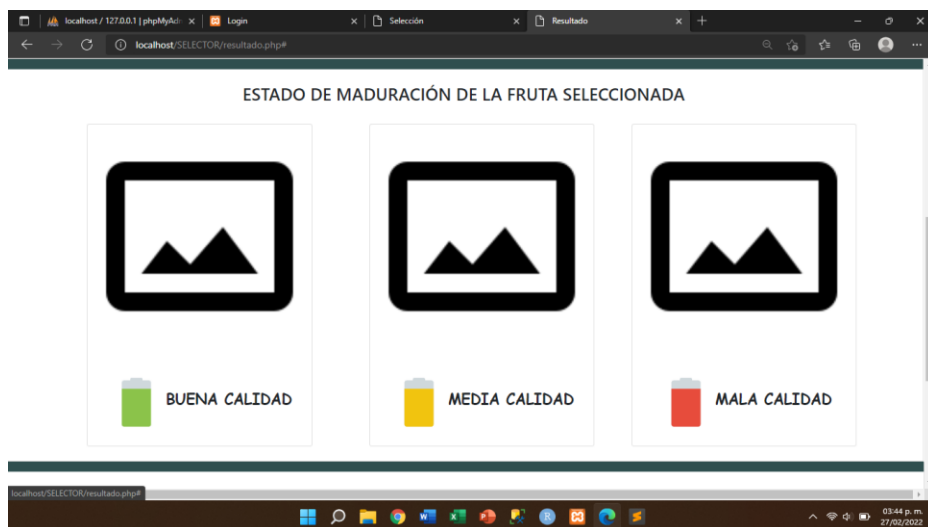 localhost / 127.0.0.1 | phpMyAdm
Login
Selección
Resultado
localhost/SELECTOR/resultado.php#
ESTADO DE MADURACIÓN DE LA FRUTA SELECCIONADA
BUENA CALIDAD
MEDIA CALIDAD
MALA CALIDAD
localhost/SELECTOR/resultado.php#
03:44 p. m.
27/02/2022